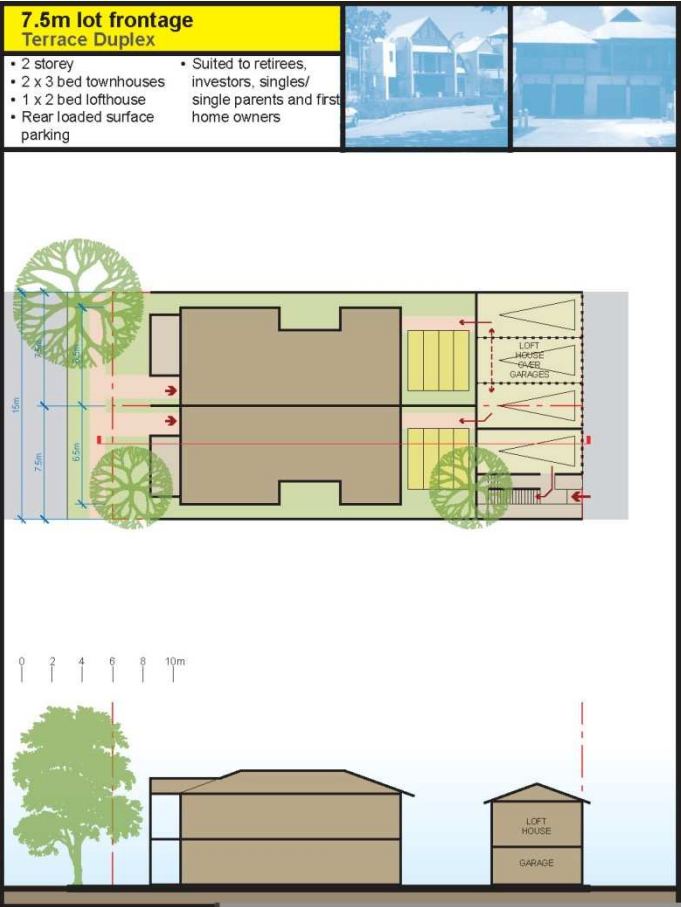 7.5m lot frontage
Terrace Duplex
• 2 storey
• 2 x 3 bed townhouses
• 1 x 2 bed lofthouse
• Rear loaded surface
parking
• Suited to retirees,
investors, singles/
single parents and first
home owners
7.5m
6.5m
15m
7.5m
6.5m
LOFT
HOUSE
OVER
GARAGES
0 2 4 6 8 10m
LOFT
HOUSE
GARAGE